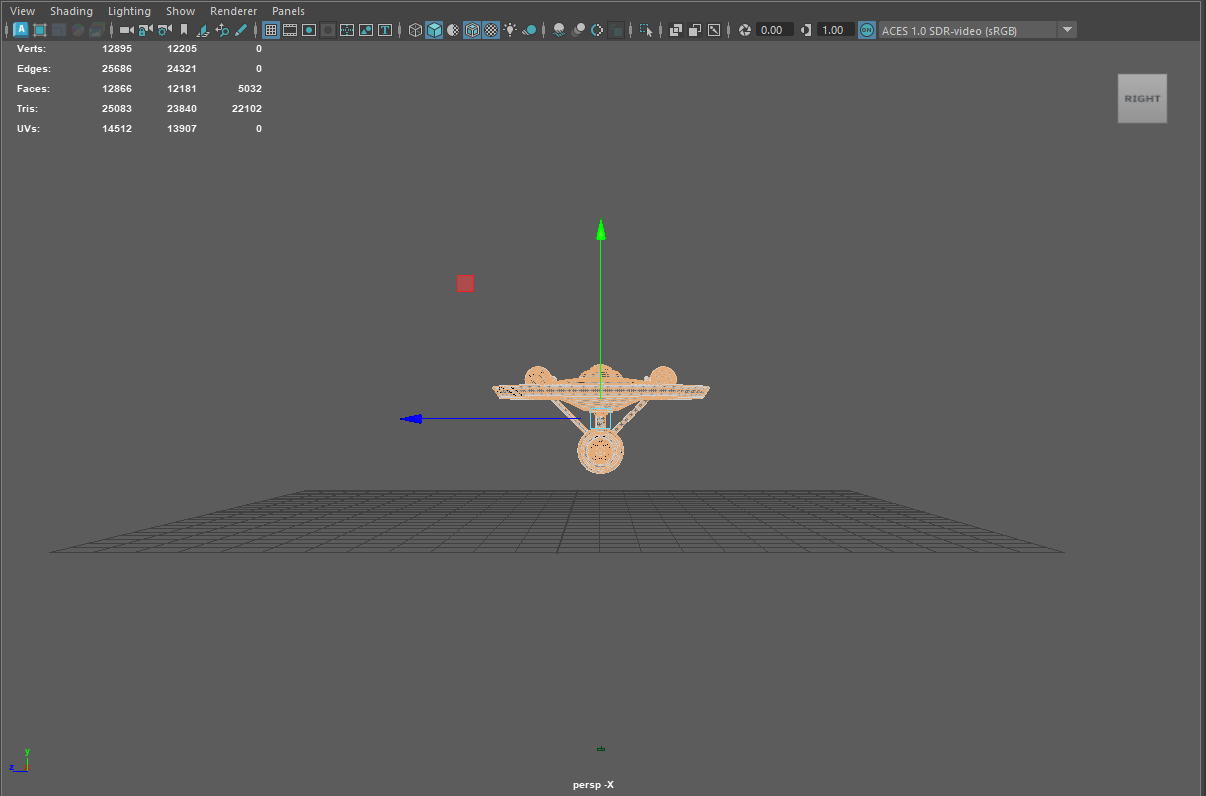 View Shading Lighting Show Renderer Panels
A T 0.00 1.00 ON ACES 1.0 SDR-video (sRGB)
Verts: 12895 12205 0
Edges: 25686 24321 0
Faces: 12866 12181 5032
Tris: 25083 23840 22102
UVs: 14512 13907 0
RIGHT
y
z
persp -X